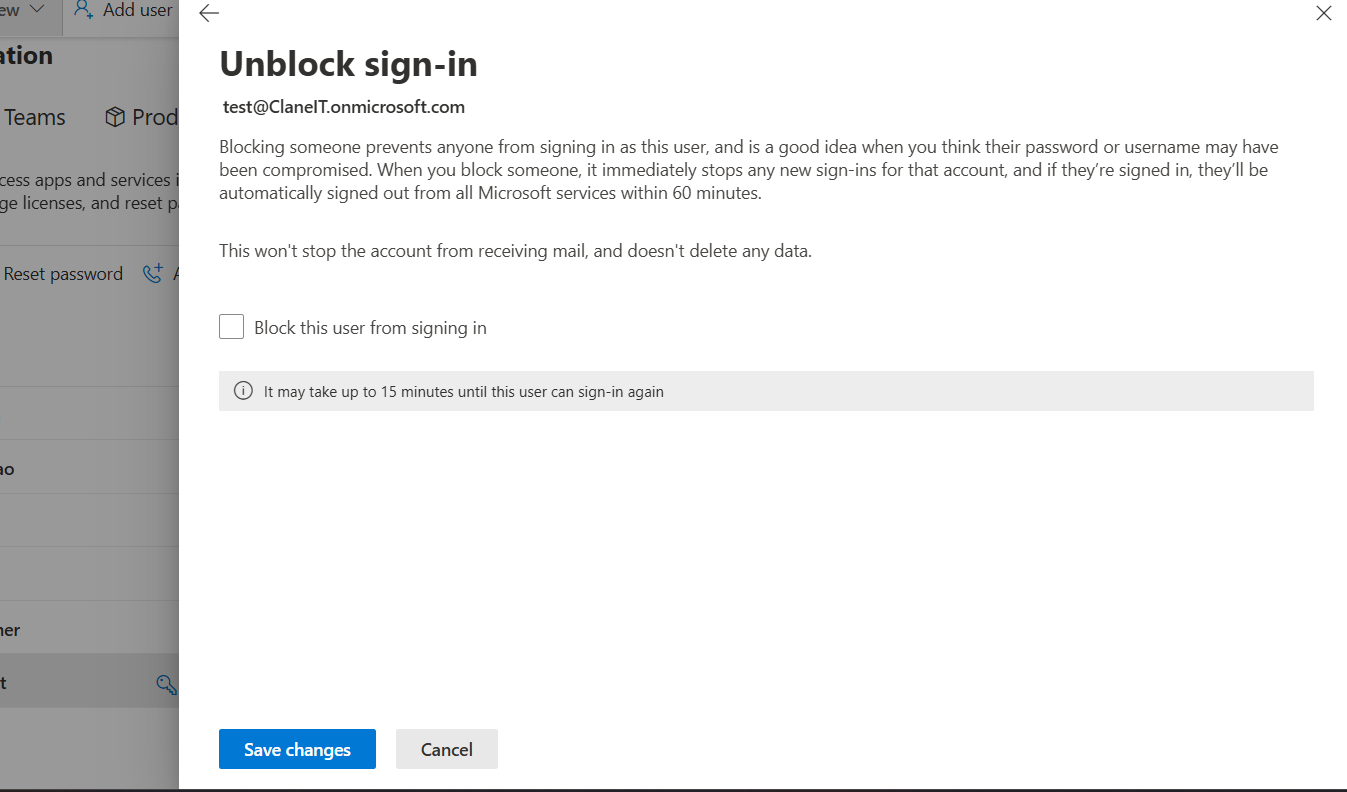 ew
Add user
ation
Teams
Prod
cess apps and services i
ge licenses, and reset p
Reset password
A
ao
her
t
Unblock sign-in
test@ClaneIT.onmicrosoft.com
Blocking someone prevents anyone from signing in as this user, and is a good idea when you think their password or username may have
been compromised. When you block someone, it immediately stops any new sign-ins for that account, and if they’re signed in, they’ll be
automatically signed out from all Microsoft services within 60 minutes.
This won't stop the account from receiving mail, and doesn't delete any data.
Block this user from signing in
It may take up to 15 minutes until this user can sign-in again
Save changes
Cancel